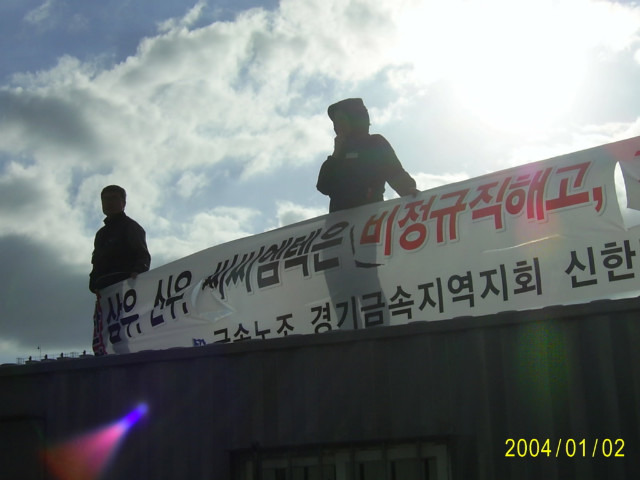 삼우, 신우, 씨씨엠텍은 비정규직해고,
금속노조 경기금속지역지회 신한
2004/01/02